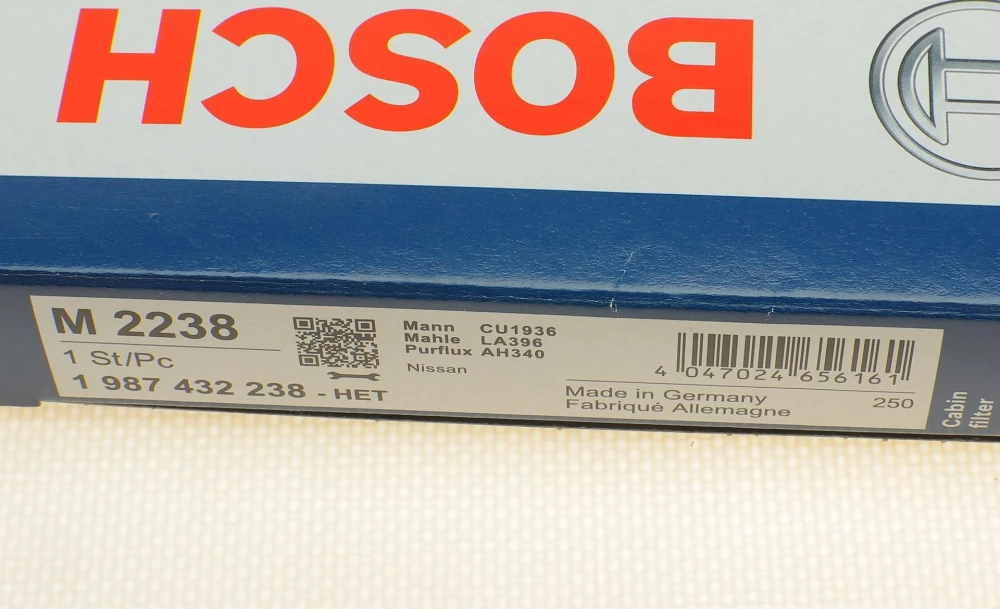 BOSCH
M 2238
1 St/Pc
1 987 432 238 - HET
Mann CU1936
Mahle LA396
Purflux AH340
Nissan
4 047024 656161
Made in Germany
Fabriqué Allemagne
250
Cabin
filter